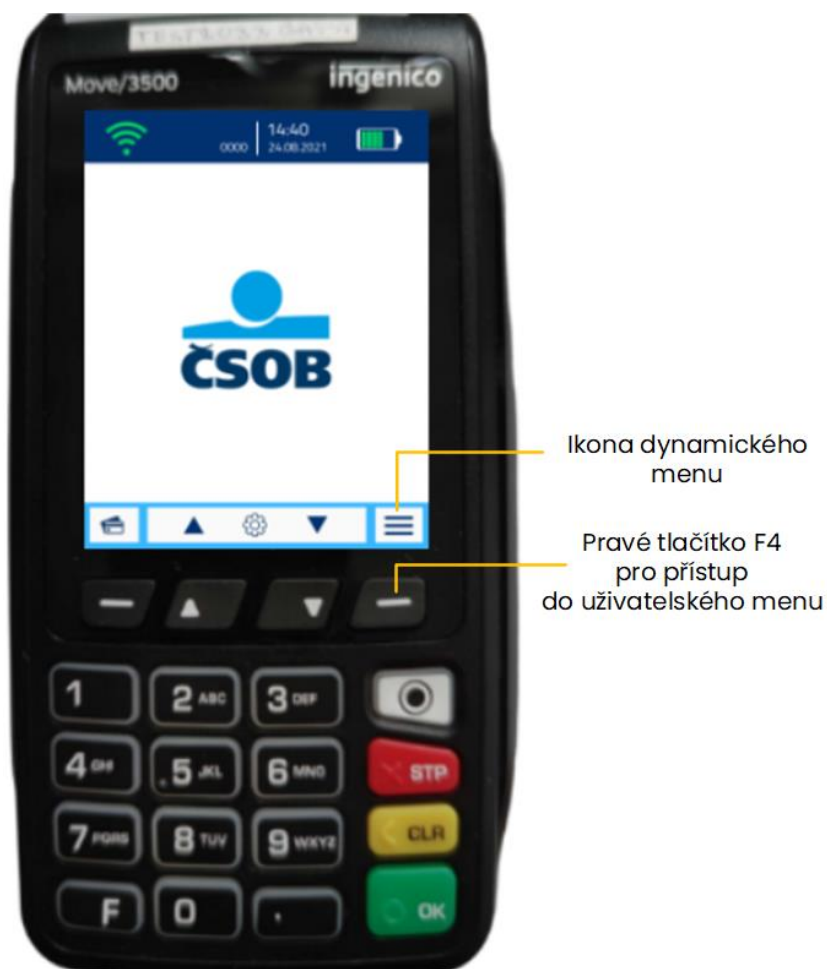 Move/3500
ingenico
0000
14:40
24.08.2021
ČSOB
Ikona dynamického
menu
Pravé tlačítko F4
pro přístup
do uživatelského menu
1
2 ABC
3 DEF
4 GHI
5 JKL
6 MNO
STP
7 PQRS
8 TUV
9 WXYZ
CLR
F
0
,
OK